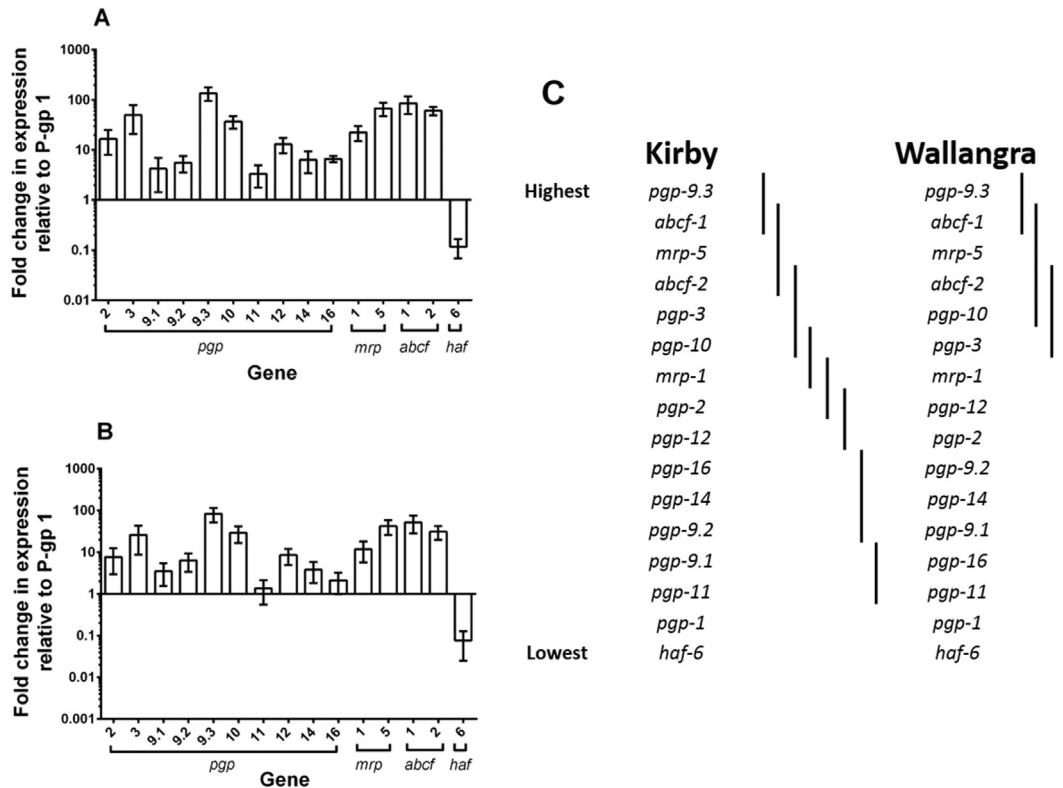 A
Fold change in expression
relative to P-gp 1
1000
100
10
1
0.1
0.01
2 3 9.1 9.2 9.3 10 11 12 14 16 1 5 1 2 6
pgp mrp abcf haf
Gene
B
Fold change in expression
relative to P-gp 1
1000
100
10
1
0.1
0.01
0.001
2 3 9.1 9.2 9.3 10 11 12 14 16 1 5 1 2 6
pgp mrp abcf haf
Gene
C
Kirby Wallangra
Highest pgp-9.3 pgp-9.3
abcf-1 abcf-1
mrp-5 mrp-5
abcf-2 abcf-2
pgp-3 pgp-10
pgp-10 pgp-3
mrp-1 mrp-1
pgp-2 pgp-12
pgp-12 pgp-2
pgp-16 pgp-9.2
pgp-14 pgp-14
pgp-9.2 pgp-9.1
pgp-9.1 pgp-16
pgp-11 pgp-11
pgp-1 pgp-1
Lowest haf-6 haf-6